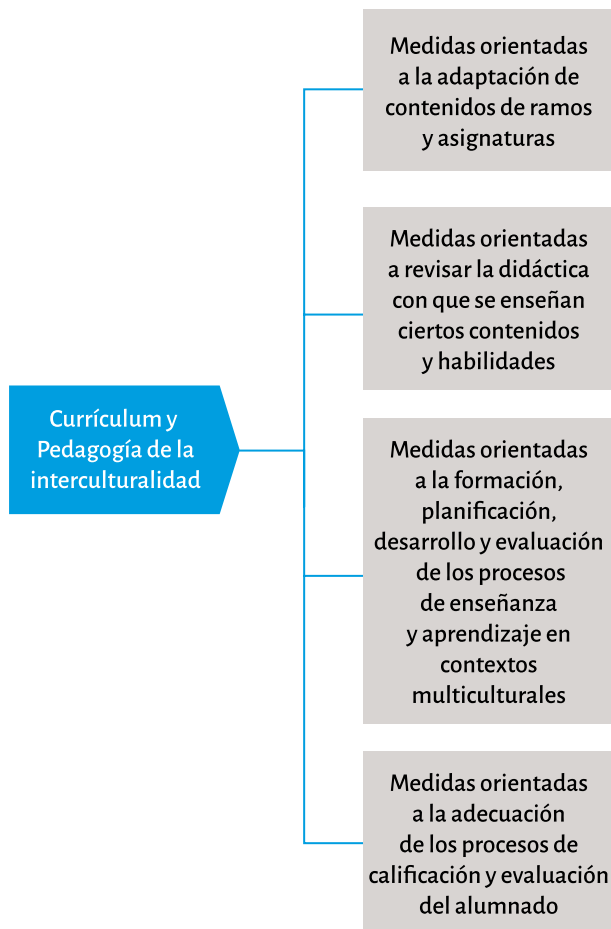 Medidas orientadas
a la adaptación de
contenidos de ramos
y asignaturas
Medidas orientadas
a revisar la didáctica
con que se enseñan
ciertos contenidos
y habilidades
Currículum y
Pedagogía de la
interculturalidad
Medidas orientadas
a la formación,
planificación,
desarrollo y evaluación
de los procesos
de enseñanza
y aprendizaje en
contextos
multiculturales
Medidas orientadas
a la adecuación
de los procesos de
calificación y evaluación
del alumnado